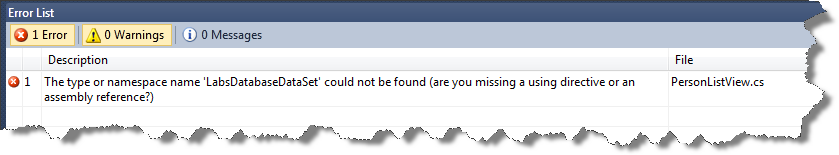 Error List
1 Error 0 Warnings 0 Messages
Description File
1 The type or namespace name 'LabsDatabaseDataSet' could not be found (are you missing a using directive or an PersonListView.cs
assembly reference?)